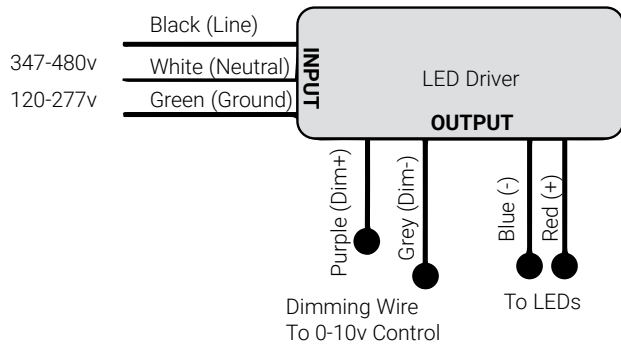 Black (Line)
347-480v
White (Neutral)
120-277v
Green (Ground)
INPUT
LED Driver
OUTPUT
Purple (Dim+)
Grey (Dim-)
Blue (-)
Red (+)
Dimming Wire
To 0-10v Control
To LEDs